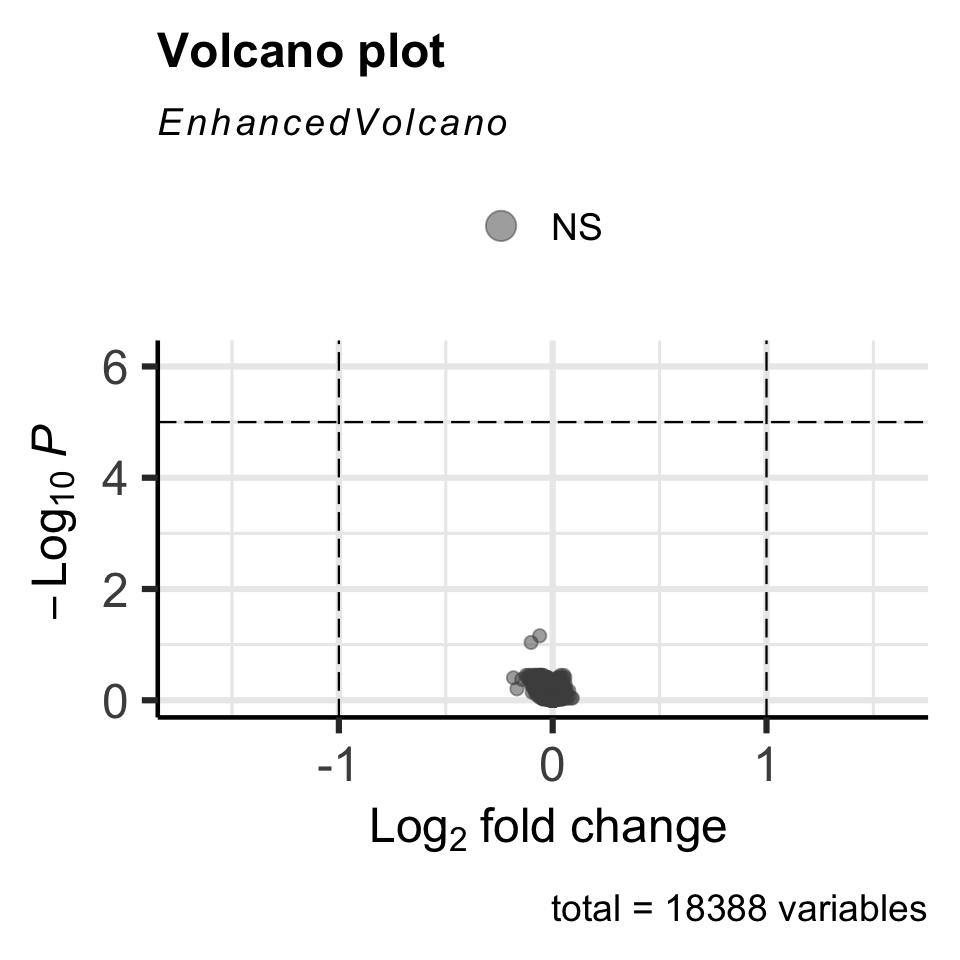 Volcano plot
EnhancedVolcano
NS
6
4
2
0
−Log₁₀ P
-1 0 1
Log₂ fold change
total = 18388 variables